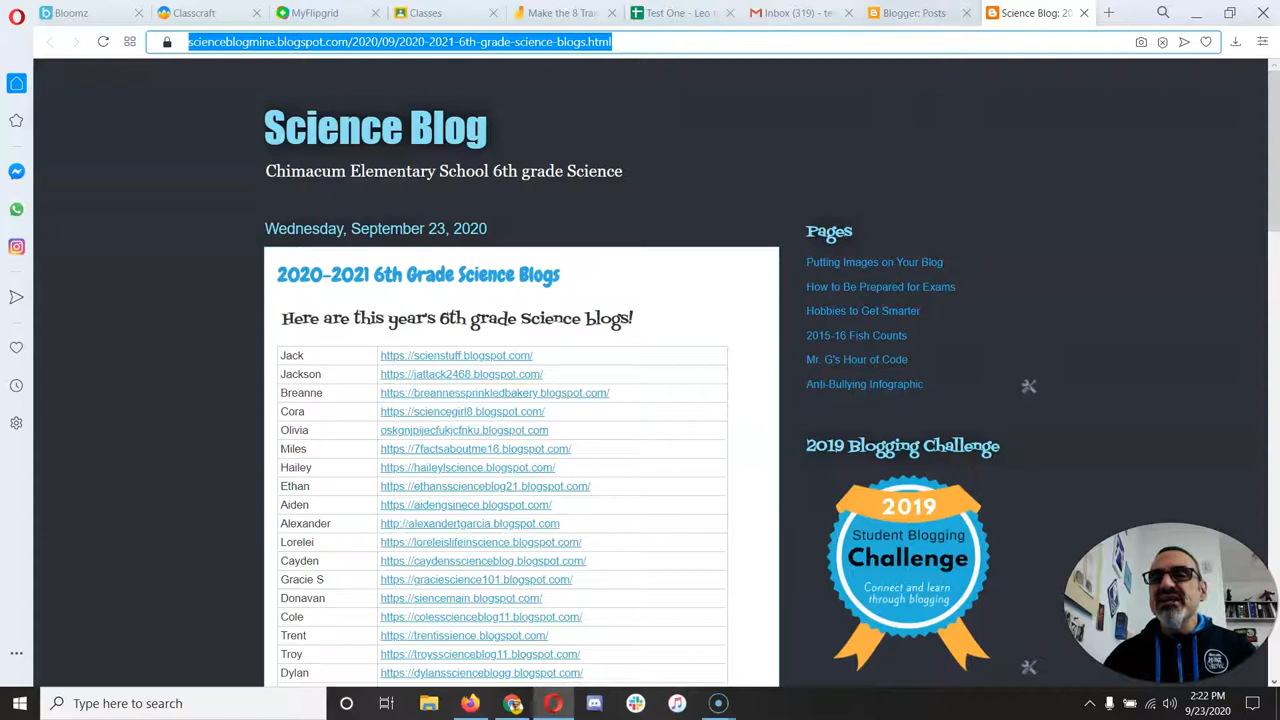 Bloomz
Classcraft
MyFlipgrid
Classes
Make the 8 Tra
Test One - Leo t
Inbox (319) - te
Blogger: Posts
Science Blog: 20
scienceblogmine.blogspot.com/2020/09/2020-2021-6th-grade-science-blogs.html
Science Blog
Chimacum Elementary School 6th grade Science
Wednesday, September 23, 2020
2020-2021 6th Grade Science Blogs
Here are this year's 6th grade Science blogs!
Jack https://scienstuff.blogspot.com/
Jackson https://jattack2468.blogspot.com/
Breanne https://breannessprinkledbakery.blogspot.com/
Cora https://sciencegirl8.blogspot.com/
Olivia oskgnjpijecfukjcfnku.blogspot.com
Miles https://7factsaboutme16.blogspot.com/
Hailey https://haileylscience.blogspot.com/
Ethan https://ethansscienceblog21.blogspot.com/
Aiden https://aidengsinece.blogspot.com/
Alexander http://alexandertgarcia.blogspot.com
Lorelei https://loreleislifeinscience.blogspot.com/
Cayden https://caydensscienceblog.blogspot.com/
Gracie S https://graciescience101.blogspot.com/
Donavan https://siencemain.blogspot.com/
Cole https://colesscienceblog11.blogspot.com/
Trent https://trentissience.blogspot.com/
Troy https://troysscienceblog11.blogspot.com/
Dylan https://dylansscienceblogg.blogspot.com/
Pages
Putting Images on Your Blog
How to Be Prepared for Exams
Hobbies to Get Smarter
2015-16 Fish Counts
Mr. G's Hour of Code
Anti-Bullying Infographic
2019 Blogging Challenge
2019
Student Blogging
Challenge
Connect and learn
through blogging
Type here to search
2:22 PM
9/23/2020